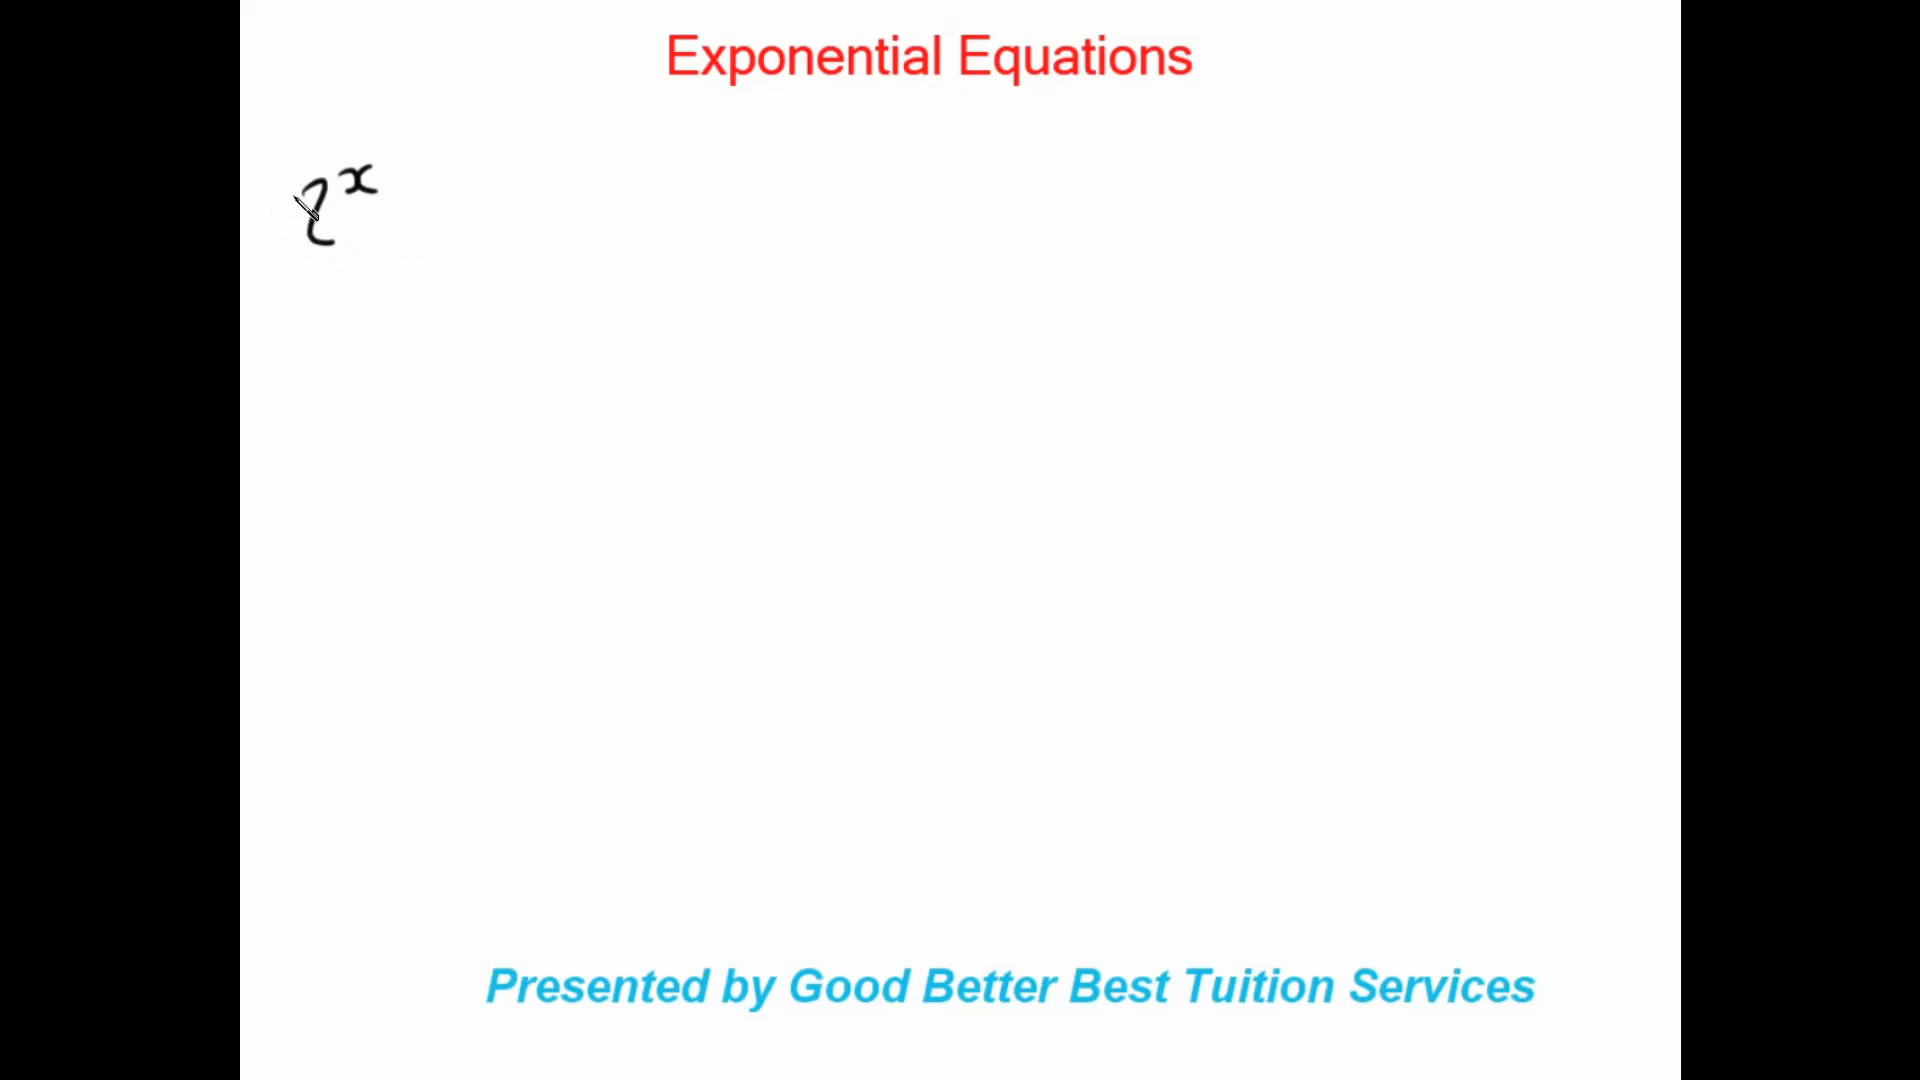 Exponential Equations
2^x
Presented by Good Better Best Tuition Services